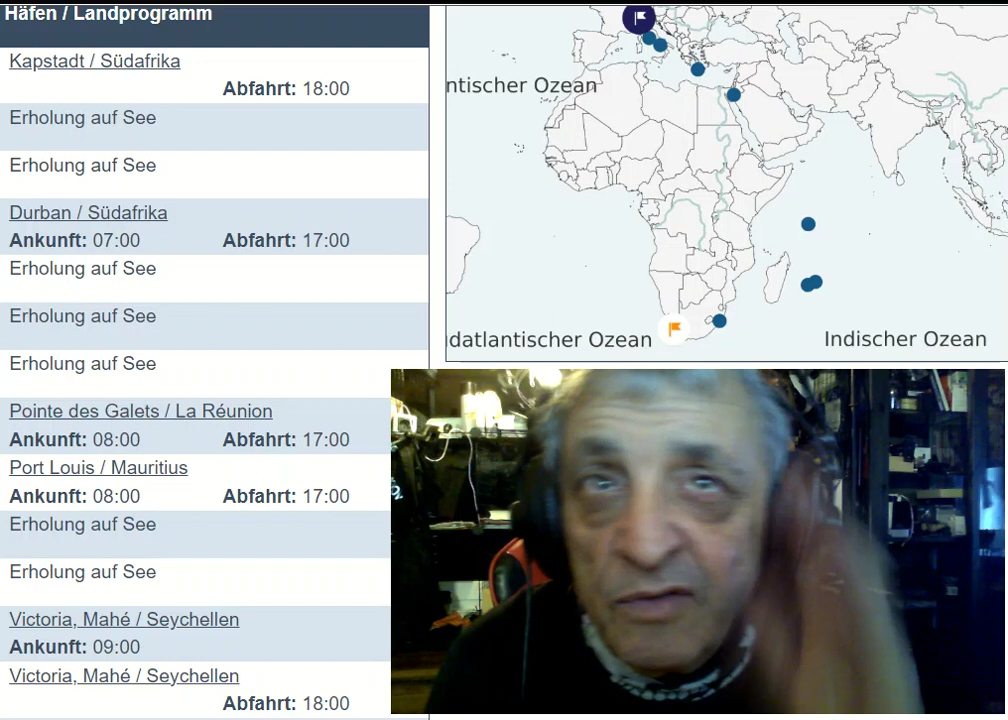 Häfen / Landprogramm
Kapstadt / Südafrika
Abfahrt: 18:00
Erholung auf See
Erholung auf See
Durban / Südafrika
Ankunft: 07:00 Abfahrt: 17:00
Erholung auf See
Erholung auf See
Erholung auf See
Pointe des Galets / La Réunion
Ankunft: 08:00 Abfahrt: 17:00
Port Louis / Mauritius
Ankunft: 08:00 Abfahrt: 17:00
Erholung auf See
Erholung auf See
Victoria, Mahé / Seychellen
Ankunft: 09:00
Victoria, Mahé / Seychellen
Abfahrt: 18:00
ntischer Ozean
datlantischer Ozean
Indischer Ozean